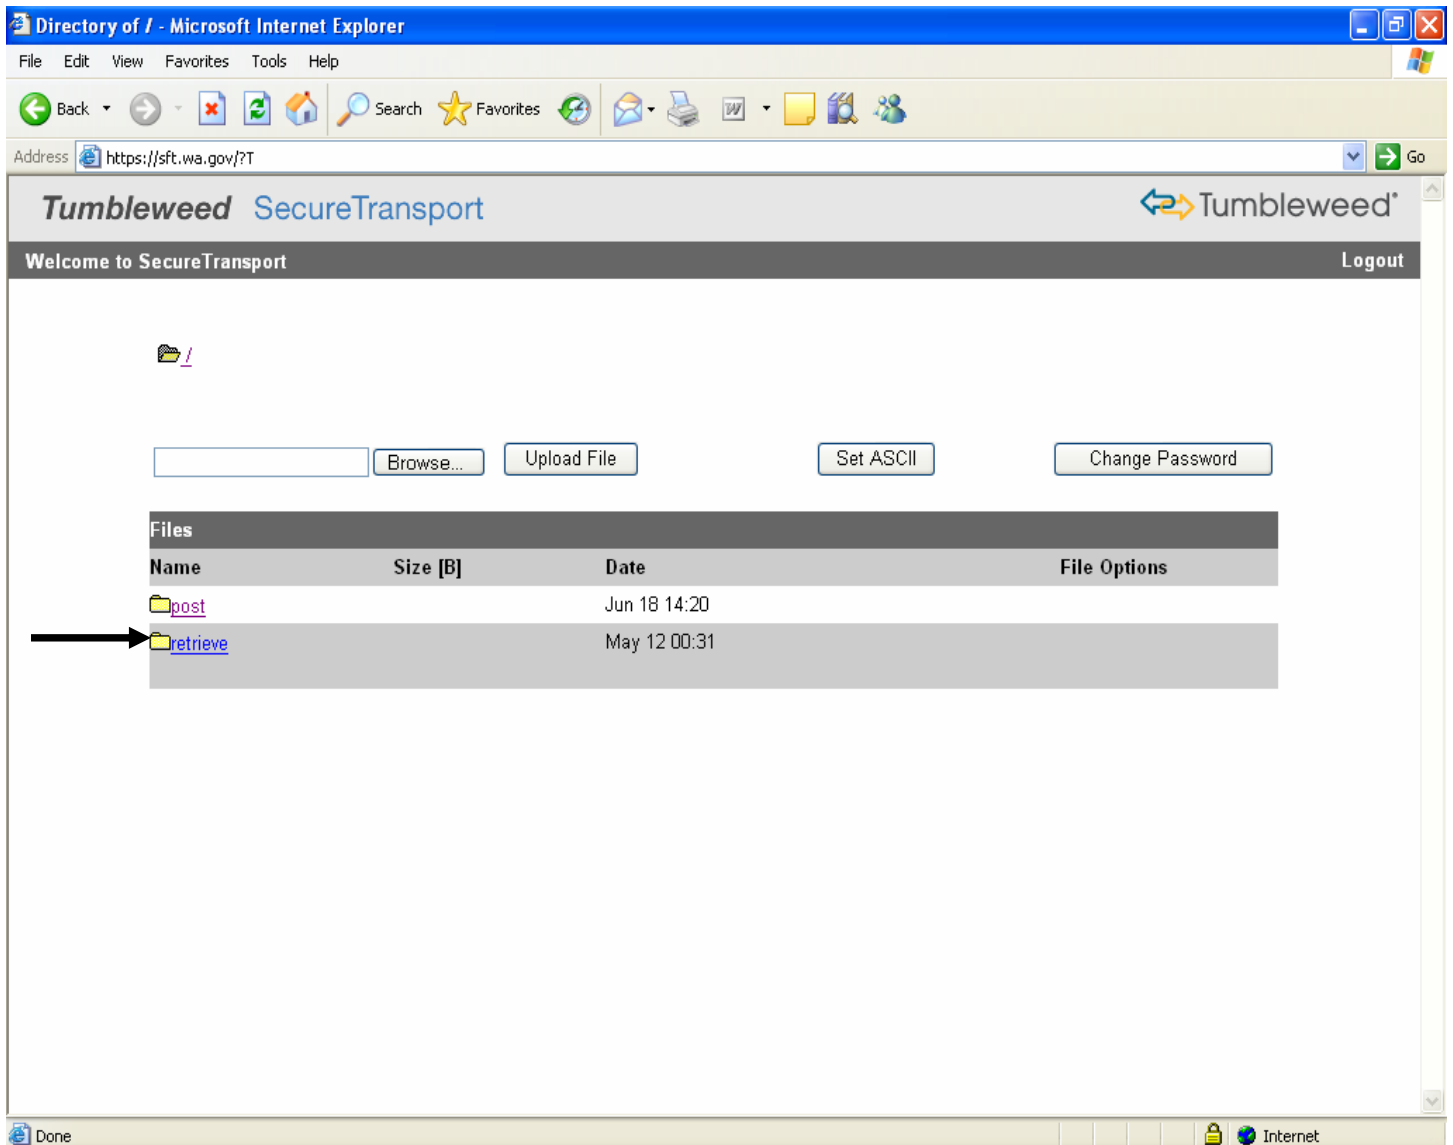 Directory of / - Microsoft Internet Explorer
File Edit View Favorites Tools Help
Back Search Favorites W
Address https://sft.wa.gov/?T Go
Tumbleweed SecureTransport Tumbleweed®
Welcome to SecureTransport Logout
/
Browse... Upload File Set ASCII Change Password
Files
Name Size [B] Date File Options
post Jun 18 14:20
retrieve May 12 00:31
Done Internet